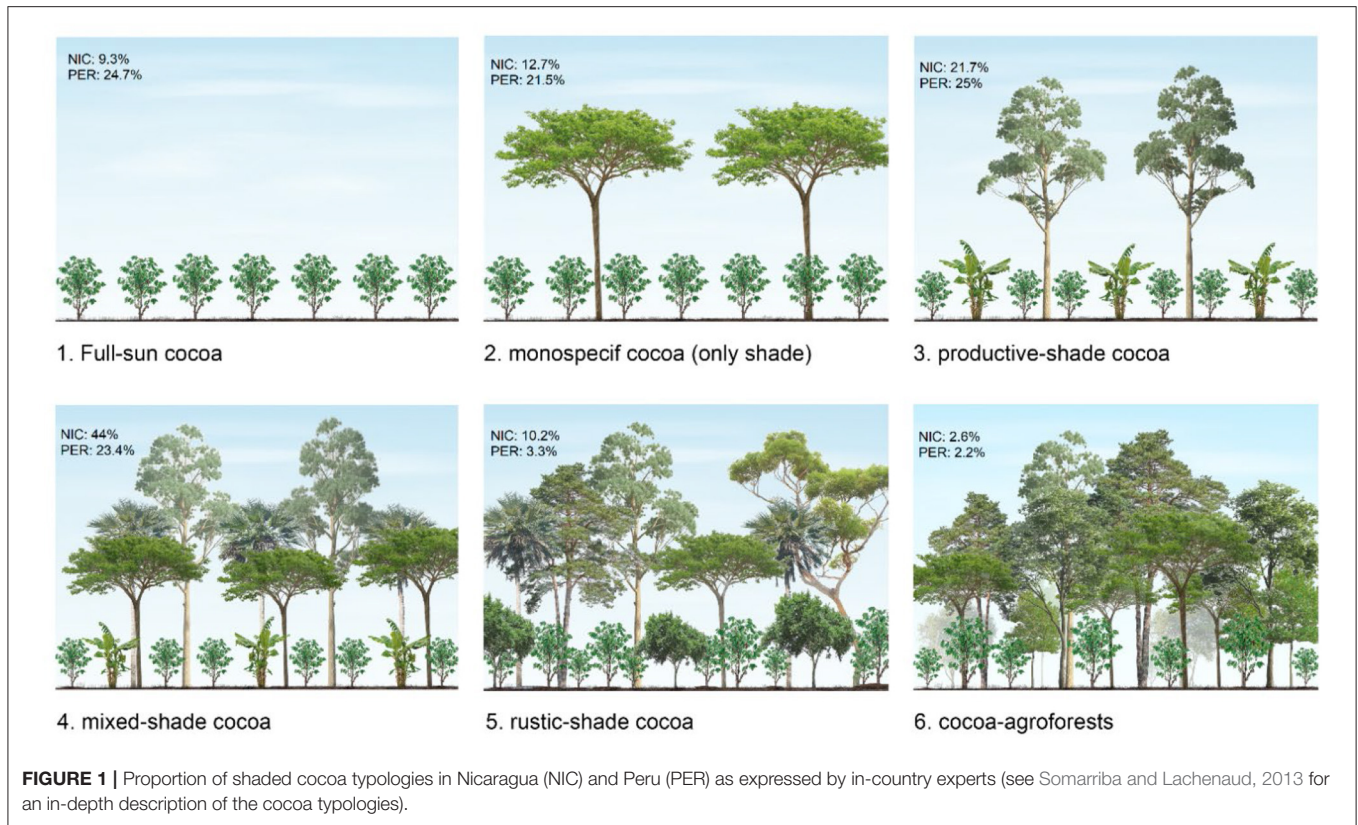 NIC: 9.3%
PER: 24.7%
NIC: 12.7%
PER: 21.5%
NIC: 21.7%
PER: 25%
1. Full-sun cocoa
2. monospecif cocoa (only shade)
3. productive-shade cocoa
NIC: 44%
PER: 23.4%
NIC: 10.2%
PER: 3.3%
NIC: 2.6%
PER: 2.2%
4. mixed-shade cocoa
5. rustic-shade cocoa
6. cocoa-agroforests
FIGURE 1 | Proportion of shaded cocoa typologies in Nicaragua (NIC) and Peru (PER) as expressed by in-country experts (see Somarriba and Lachenaud, 2013 for
an in-depth description of the cocoa typologies).